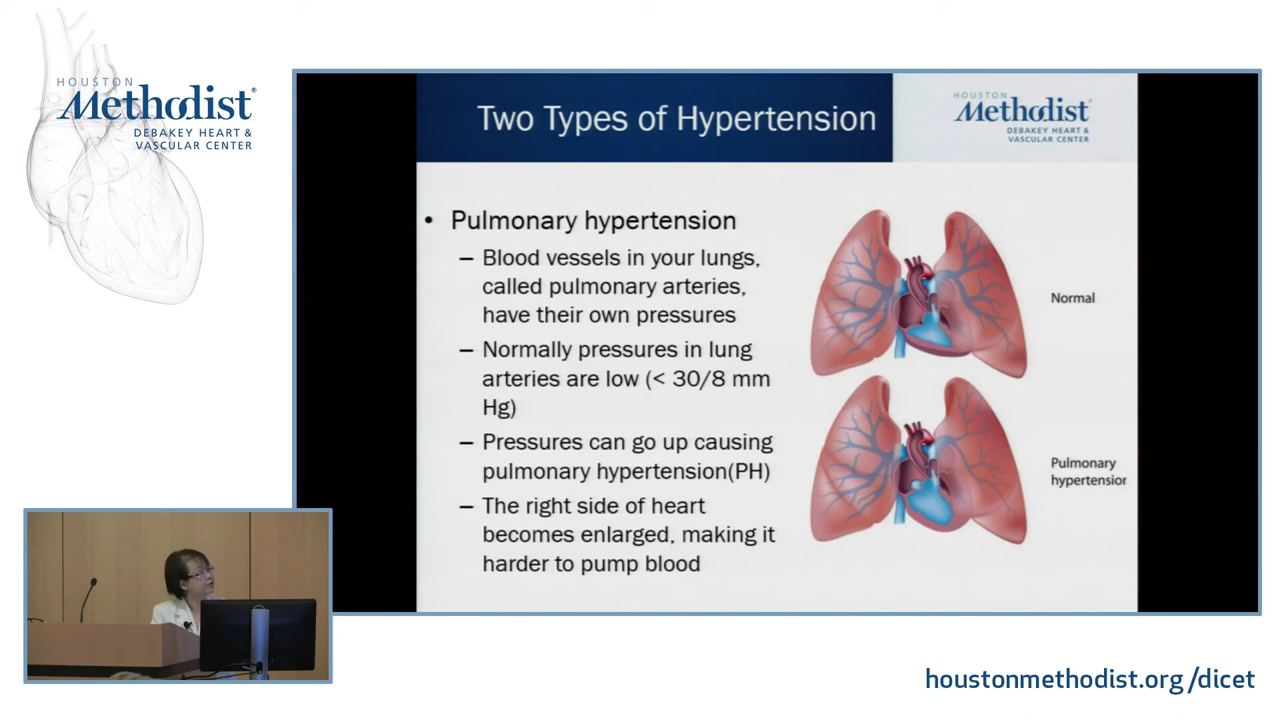 HOUSTON
Methodist®
DEBAKEY HEART &
VASCULAR CENTER
Two Types of Hypertension
HOUSTON
Methodist
DEBAKEY HEART &
VASCULAR CENTER
• Pulmonary hypertension
– Blood vessels in your lungs,
called pulmonary arteries,
have their own pressures
– Normally pressures in lung
arteries are low (< 30/8 mm
Hg)
– Pressures can go up causing
pulmonary hypertension(PH)
– The right side of heart
becomes enlarged, making it
harder to pump blood
Normal
Pulmonary
hypertensior
houstonmethodist.org/dicet